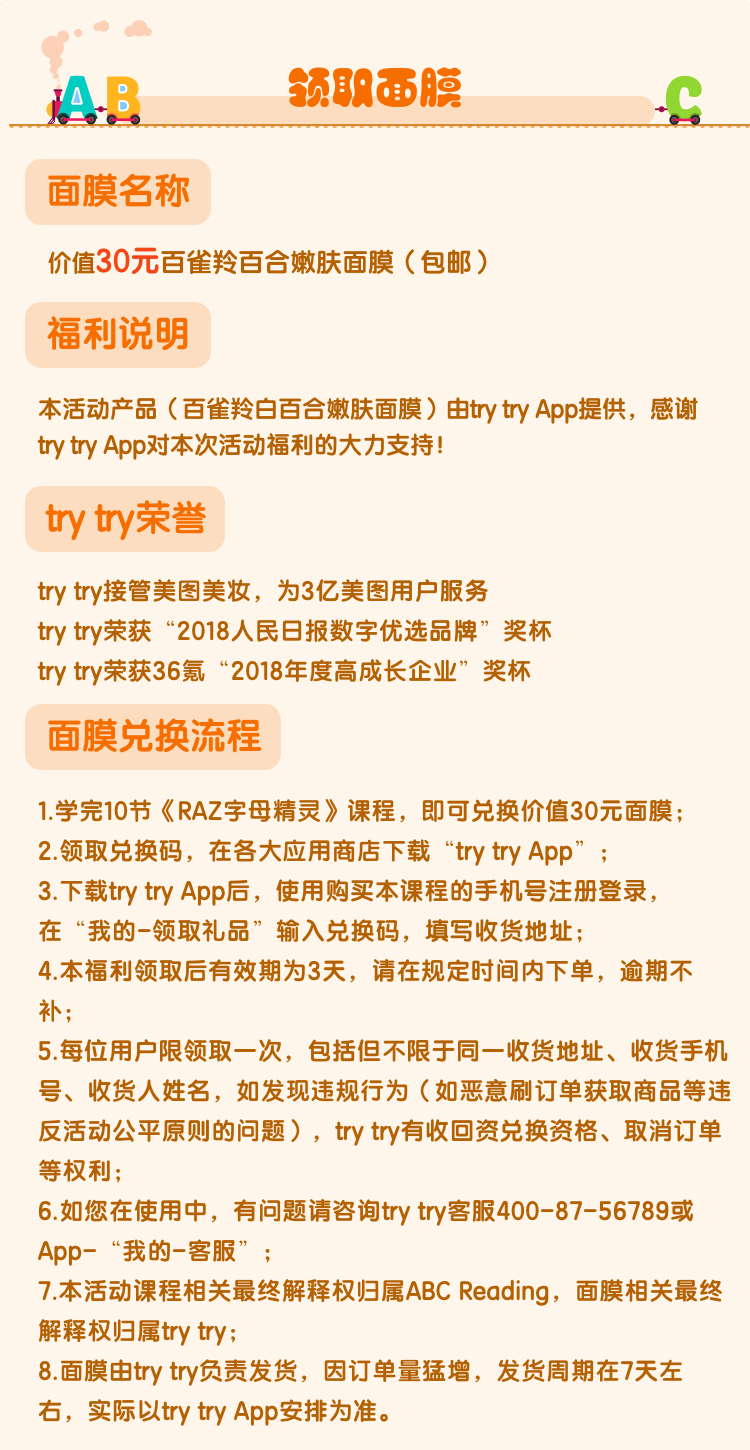 A B 领取面膜 C
面膜名称
价值30元百雀羚百合嫩肤面膜（包邮）
福利说明
本活动产品（百雀羚白百合嫩肤面膜）由try try App提供，感谢
try try App对本次活动福利的大力支持！
try try荣誉
try try接管美图美妆，为3亿美图用户服务
try try荣获“2018人民日报数字优选品牌”奖杯
try try荣获36氪“2018年度高成长企业”奖杯
面膜兑换流程
1.学完10节《RAZ字母精灵》课程，即可兑换价值30元面膜；
2.领取兑换码，在各大应用商店下载“try try App”；
3.下载try try App后，使用购买本课程的手机号注册登录，
在“我的-领取礼品”输入兑换码，填写收货地址；
4.本福利领取后有效期为3天，请在规定时间内下单，逾期不
补；
5.每位用户限领取一次，包括但不限于同一收货地址、收货手机
号、收货人姓名，如发现违规行为（如恶意刷订单获取商品等违
反活动公平原则的问题），try try有收回资兑换资格、取消订单
等权利；
6.如您在使用中，有问题请咨询try try客服400-87-56789或
App-“我的-客服”；
7.本活动课程相关最终解释权归属ABC Reading，面膜相关最终
解释权归属try try；
8.面膜由try try负责发货，因订单量猛增，发货周期在7天左
右，实际以try try App安排为准。